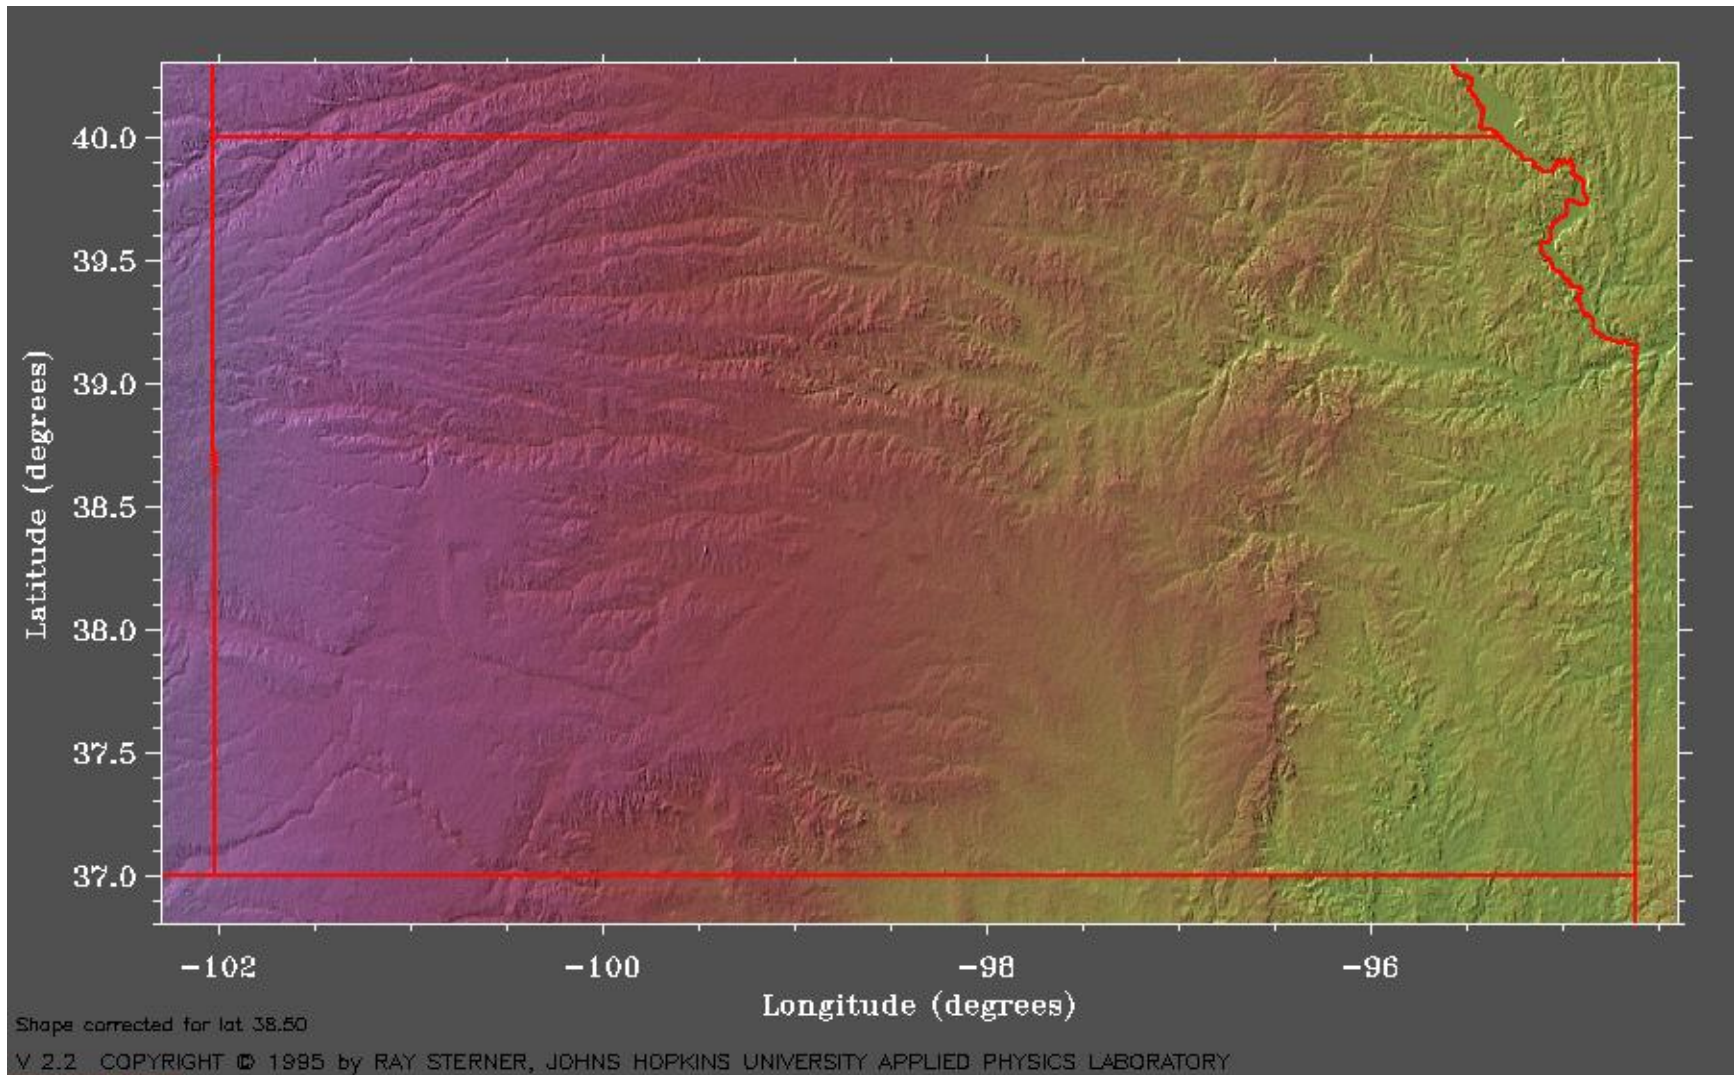 40.0
39.5
39.0
38.5
38.0
37.5
37.0
Latitude (degrees)
-102 -100 -98 -96
Longitude (degrees)
Shape corrected for lat 38.50
V 2.2 COPYRIGHT © 1995 by RAY STERNER, JOHNS HOPKINS UNIVERSITY APPLIED PHYSICS LABORATORY